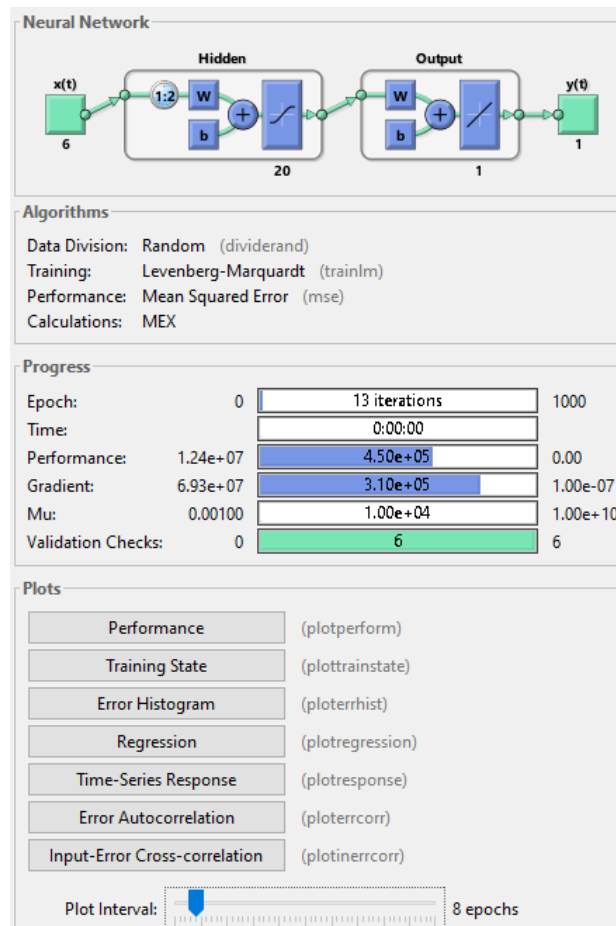 Neural Network
Hidden Output
x(t) 1:2 W b + W b + y(t)
6 20 1 1
Algorithms
Data Division: Random (dividerand)
Training: Levenberg-Marquardt (trainlm)
Performance: Mean Squared Error (mse)
Calculations: MEX
Progress
Epoch: 0 13 iterations 1000
Time: 0:00:00
Performance: 1.24e+07 4.50e+05 0.00
Gradient: 6.93e+07 3.10e+05 1.00e-07
Mu: 0.00100 1.00e+04 1.00e+10
Validation Checks: 0 6 6
Plots
Performance (plotperform)
Training State (plottrainstate)
Error Histogram (ploterrhist)
Regression (plotregression)
Time-Series Response (plotresponse)
Error Autocorrelation (ploterrcorr)
Input-Error Cross-correlation (plotinerrcorr)
Plot Interval: 8 epochs